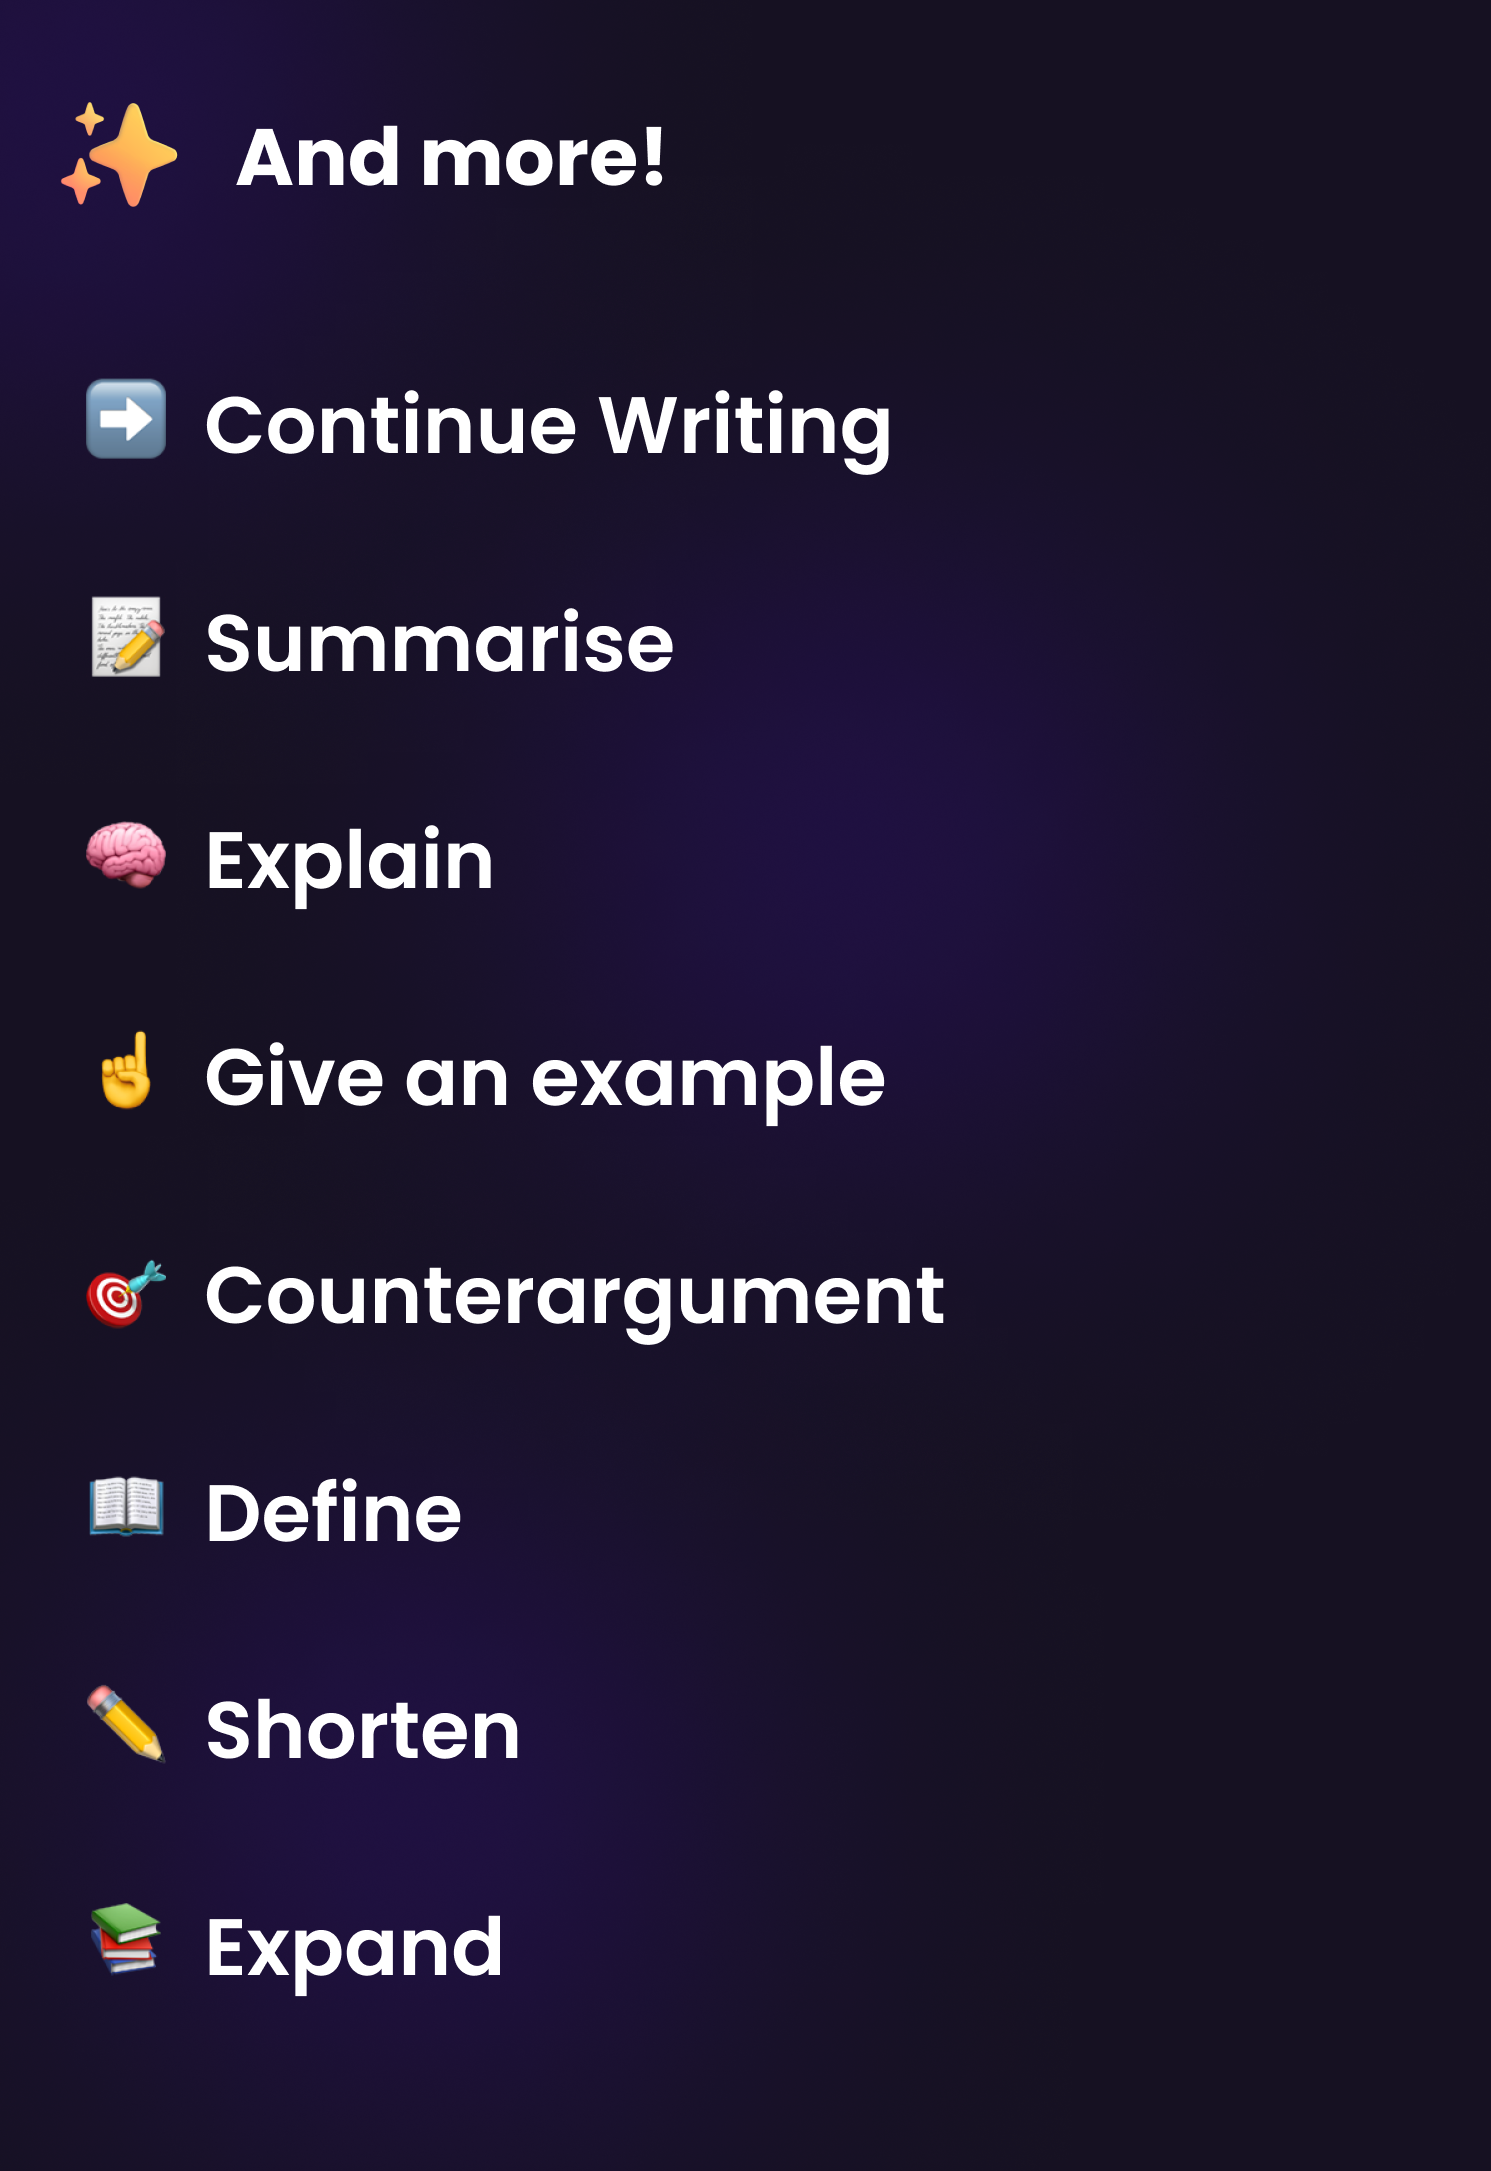 And more!
Continue Writing
Summarise
Explain
Give an example
Counterargument
Define
Shorten
Expand